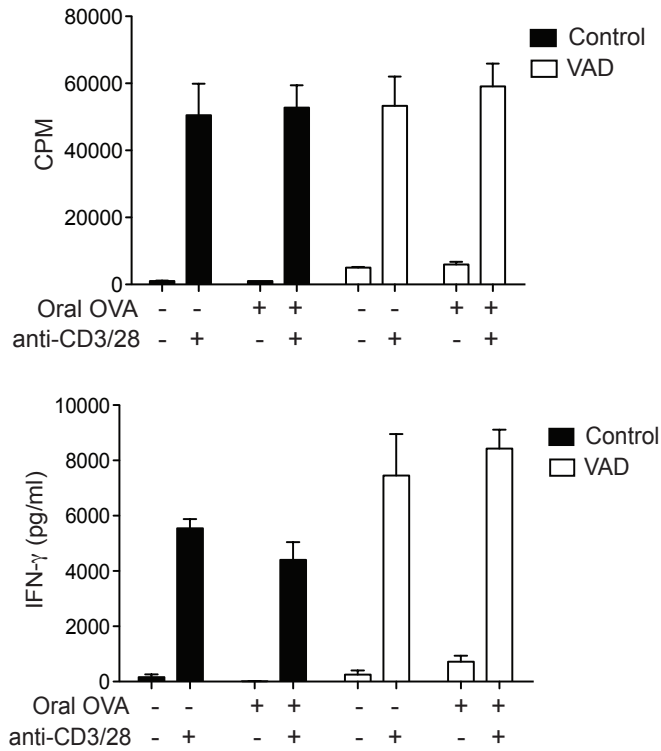 80000
60000
40000
20000
0
CPM
Control
VAD
Oral OVA - - + + - - + +
anti-CD3/28 - + - + - + - +
10000
8000
6000
4000
2000
0
IFN-γ (pg/ml)
Control
VAD
Oral OVA - - + + - - + +
anti-CD3/28 - + - + - + - +